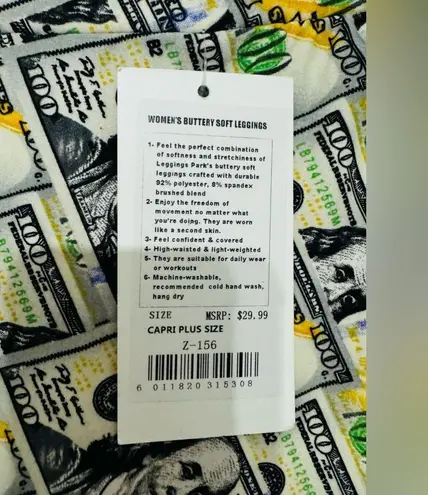 WOMEN'S BUTTERY SOFT LEGGINGS
1- Feel the perfect combination
of softness and stretchiness of
Leggings Park's buttery soft
leggings crafted with durable
92% polyester, 8% spandex
brushed blend
2- Enjoy the freedom of
movement no matter what
you're doing. They are worn
like a second skin.
3- Feel confident & covered
4- High-waisted & light-weighted
5- They are suitable for daily wear
or workouts
6- Machine-washable,
recommended cold hand wash,
hang dry
SIZE MSRP: $29.99
CAPRI PLUS SIZE
Z-156
6 011820 315308
100
100
100
100